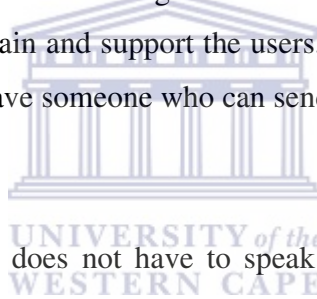 ain and support the users
ave someone who can send
UNIVERSITY of the
does not have to speak
WESTERN CAPE